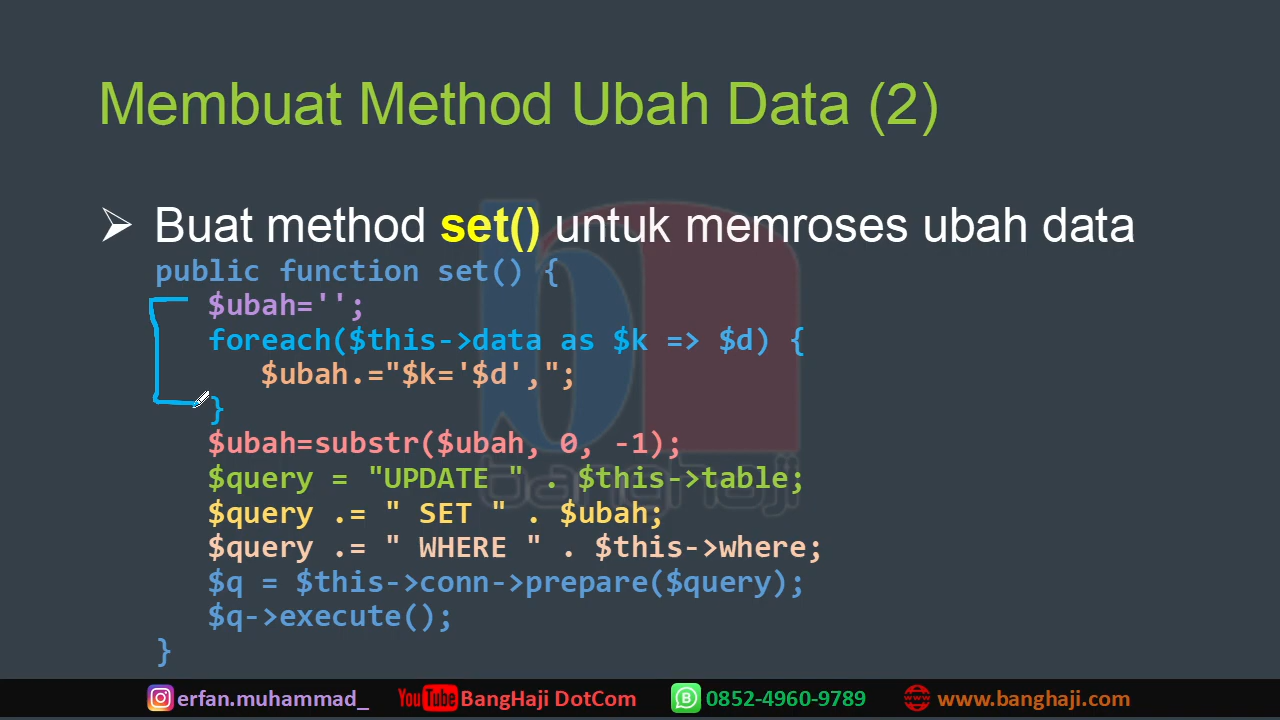 Membuat Method Ubah Data (2)
Buat method set() untuk memroses ubah data
public function set() {
$ubah='';
foreach($this->data as $k => $d) {
$ubah.="$k='$d',";
}
$ubah=substr($ubah, 0, -1);
$query = "UPDATE " . $this->table;
$query .= " SET " . $ubah;
$query .= " WHERE " . $this->where;
$q = $this->conn->prepare($query);
$q->execute();
}
banghaji
erfan.muhammad_ YouTube BangHaji DotCom 0852-4960-9789 www.banghaji.com